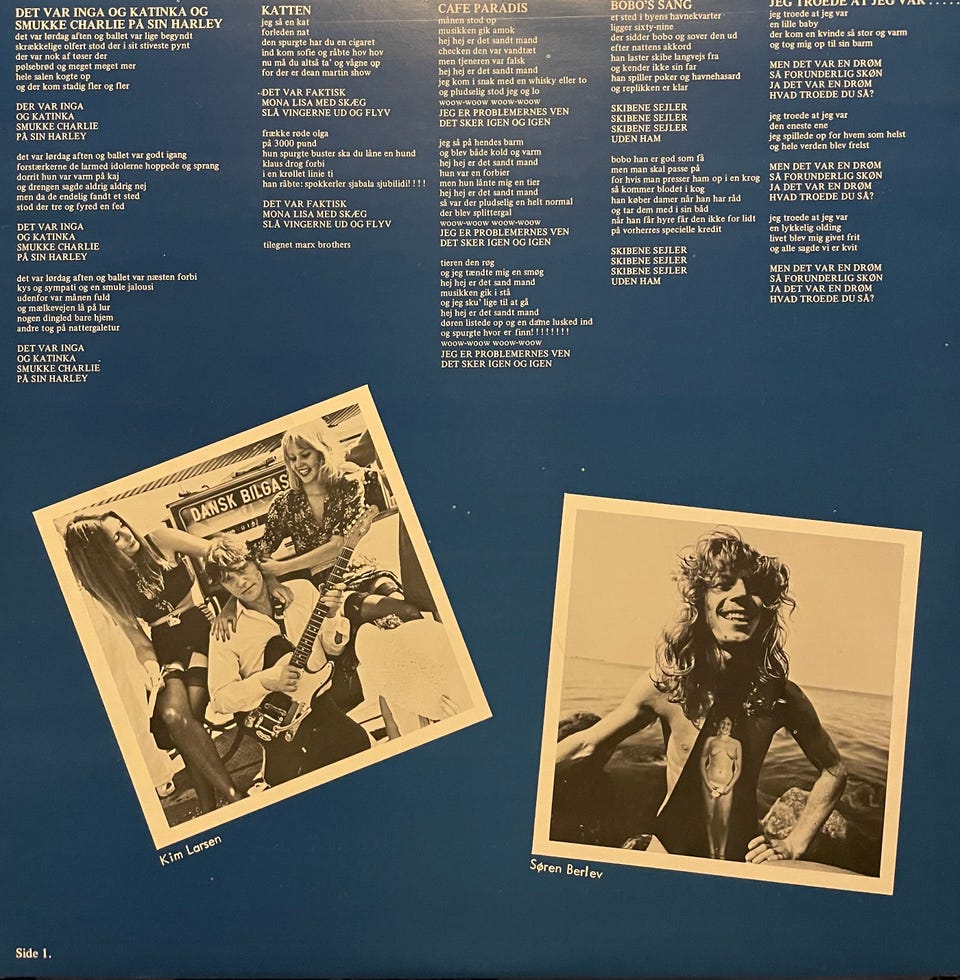 DET VAR INGA OG KATINKA OG
SMUKKE CHARLIE PÅ SIN HARLEY
det var lørdag aften og ballet var lige begyndt
skrækkelige olfert stod der i sit stiveste pynt
der var nok af tøser der
pølsebrød og meget meget mer
hele salen kogte op
og der kom stadig fler og fler
DER VAR INGA
OG KATINKA
SMUKKE CHARLIE
PÅ SIN HARLEY
det var lørdag aften og ballet var godt igang
forstærkerne de larmed idolerne hoppede og sprang
dorrit hun var varm på kaj
og drengen sagde aldrig aldrig nej
men da de endelig fandt et sted
stod der tre og fyred en fed
DET VAR INGA
OG KATINKA
SMUKKE CHARLIE
PÅ SIN HARLEY
det var lørdag aften og ballet var næsten forbi
kys og sympati og en smule jalousi
udenfor var månen fuld
og mælkevejen lå på lur
nogen dingled bare hjem
andre tog på nattergaletur
DET VAR INGA
OG KATINKA
SMUKKE CHARLIE
PÅ SIN HARLEY
KATTEN
jeg så en kat
forleden nat
den spurgte har du en cigaret
ind kom sofie og råbte hov hov
nu må du altså ta' og vågne op
for der er dean martin show
DET VAR FAKTISK
MONA LISA MED SKÆG
SLÅ VINGERNE UD OG FLYV
frække røde olga
på 3000 pund
hun spurgte buster ska du låne en hund
klaus drog forbi
i en krøllet linie ti
han råbte: spokkerler sjabala sjubilidi!!!!
DET VAR FAKTISK
MONA LISA MED SKÆG
SLÅ VINGERNE UD OG FLYV
tilegnet marx brothers
CAFE PARADIS
månen stod op
musikken gik amok
hej hej er det sandt mand
checken den var vandtæt
men tjeneren var falsk
hej hej er det sandt mand
jeg kom i snak med en whisky eller to
og pludselig stod jeg og lo
woow-woow woow-woow
JEG ER PROBLEMERNES VEN
DET SKER IGEN OG IGEN
jeg så på hendes barm
og blev både kold og varm
hej hej er det sandt mand
hun var en forbier
men hun lånte mig en tier
hej hej er det sandt mand
så var der pludselig en helt normal
der blev splittergal
woow-woow woow-woow
JEG ER PROBLEMERNES VEN
DET SKER IGEN OG IGEN
tieren den røg
og jeg tændte mig en smøg
hej hej er det sand mand
musikken gik i stå
og jeg sku' lige til at gå
hej hej er det sandt mand
døren listede op og en dame lusked ind
og spurgte hvor er finn!!!!!!!!
woow-woow woow-woow
JEG ER PROBLEMERNES VEN
DET SKER IGEN OG IGEN
BOBO'S SANG
et sted i byens havnekvarter
ligger sixty-nine
der sidder bobo og sover den ud
efter nattens akkord
han laster skibe langvejs fra
og kender ikke sin far
han spiller poker og havnehasard
og replikken er klar
SKIBENE SEJLER
SKIBENE SEJLER
SKIBENE SEJLER
UDEN HAM
bobo han er god som få
men man skal passe på
for hvis man presser ham op i en krog
så kommer blodet i kog
han køber damer når han har råd
og tar dem med i sin båd
når han får hyre får den ikke for lidt
på vorherres specielle kredit
SKIBENE SEJLER
SKIBENE SEJLER
SKIBENE SEJLER
UDEN HAM
JEG TROEDE AT JEG VAR.....
jeg troede at jeg var
en lille baby
der kom en kvinde så stor og varm
og tog mig op til sin barm
MEN DET VAR EN DRØM
SÅ FORUNDERLIG SKØN
JA DET VAR EN DRØM
HVAD TROEDE DU SÅ?
jeg troede at jeg var
den eneste ene
jeg spillede op for hvem som helst
og hele verden blev frelst
MEN DET VAR EN DRØM
SÅ FORUNDERLIG SKØN
JA DET VAR EN DRØM
HVAD TROEDE DU SÅ?
jeg troede at jeg var
en lykkelig olding
livet blev mig givet frit
og alle sagde vi er kvit
MEN DET VAR EN DRØM
SÅ FORUNDERLIG SKØN
JA DET VAR EN DRØM
HVAD TROEDE DU SÅ?
DANSK BILGAS
Kim Larsen
Søren Berlev
Side 1.